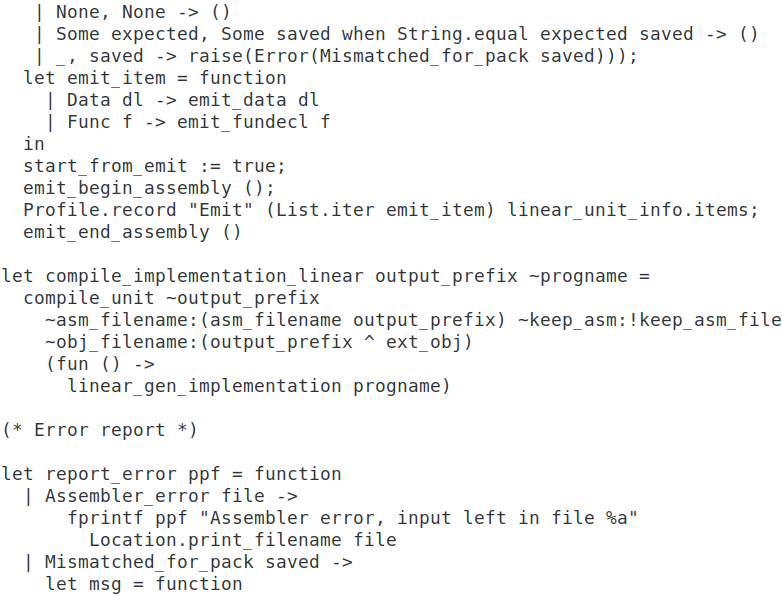 | None, None -> ()
| Some expected, Some saved when String.equal expected saved -> ()
| _, saved -> raise(Error(Mismatched_for_pack saved)));
let emit_item = function
| Data dl -> emit_data dl
| Func f -> emit_fundecl f
in
start_from_emit := true;
emit_begin_assembly ();
Profile.record "Emit" (List.iter emit_item) linear_unit_info.items;
emit_end_assembly ()
let compile_implementation_linear output_prefix ~progname =
compile_unit ~output_prefix
~asm_filename:(asm_filename output_prefix) ~keep_asm:!keep_asm_file
~obj_filename:(output_prefix ^ ext_obj)
(fun () ->
linear_gen_implementation progname)
(* Error report *)
let report_error ppf = function
| Assembler_error file ->
fprintf ppf "Assembler error, input left in file %a"
Location.print_filename file
| Mismatched_for_pack saved ->
let msg = function